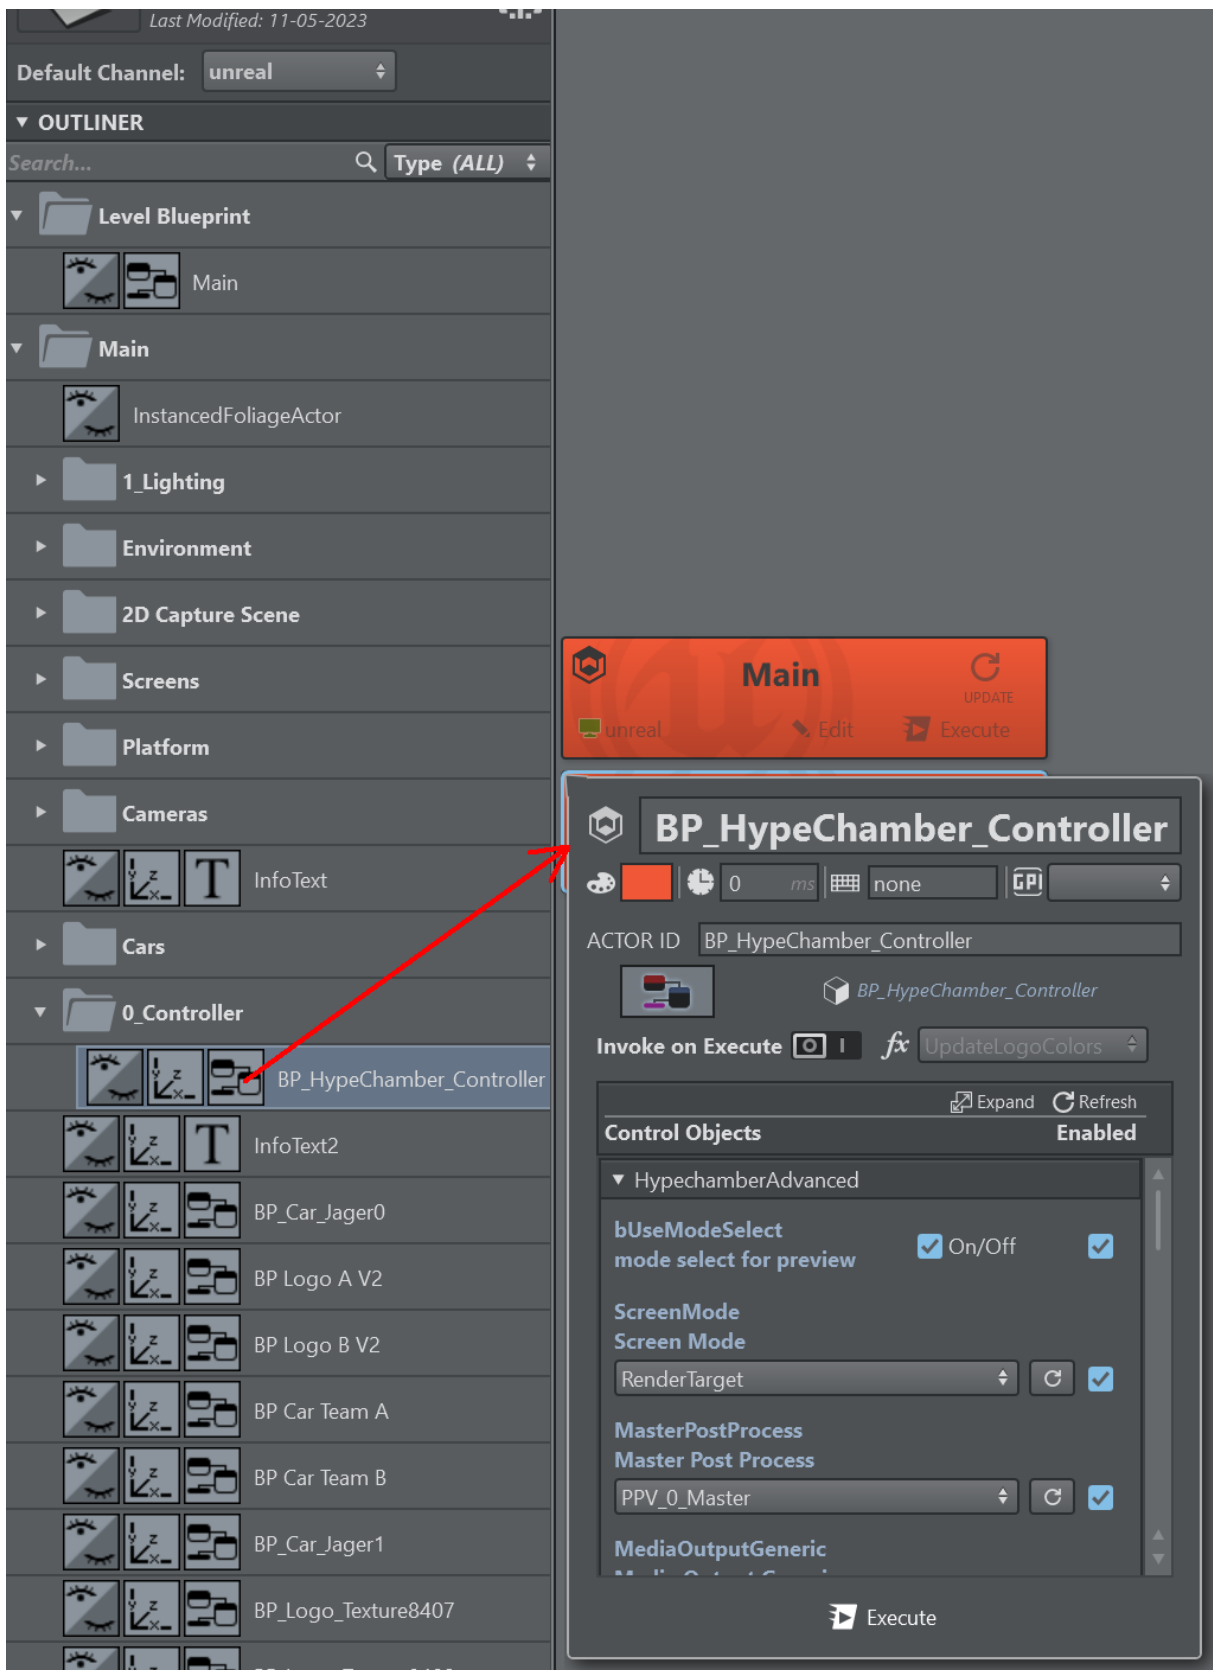 Last Modified: 11-05-2023
Default Channel: unreal
OUTLINER
Search... Type (ALL)
Level Blueprint
Main
Main
InstancedFoliageActor
1_Lighting
Environment
2D Capture Scene
Screens
Platform
Cameras
InfoText
Cars
0_Controller
BP_HypeChamber_Controller
InfoText2
BP_Car_Jager0
BP Logo A V2
BP Logo B V2
BP Car Team A
BP Car Team B
BP_Car_Jager1
BP_Logo_Texture8407
Main
UPDATE
unreal Edit Execute
BP_HypeChamber_Controller
0 ms none GPI
ACTOR ID BP_HypeChamber_Controller
BP_HypeChamber_Controller
Invoke on Execute fx UpdateLogoColors
Expand Refresh
Control Objects Enabled
HypechamberAdvanced
bUseModeSelect
mode select for preview On/Off
ScreenMode
Screen Mode
RenderTarget
MasterPostProcess
Master Post Process
PPV_0_Master
MediaOutputGeneric
Execute